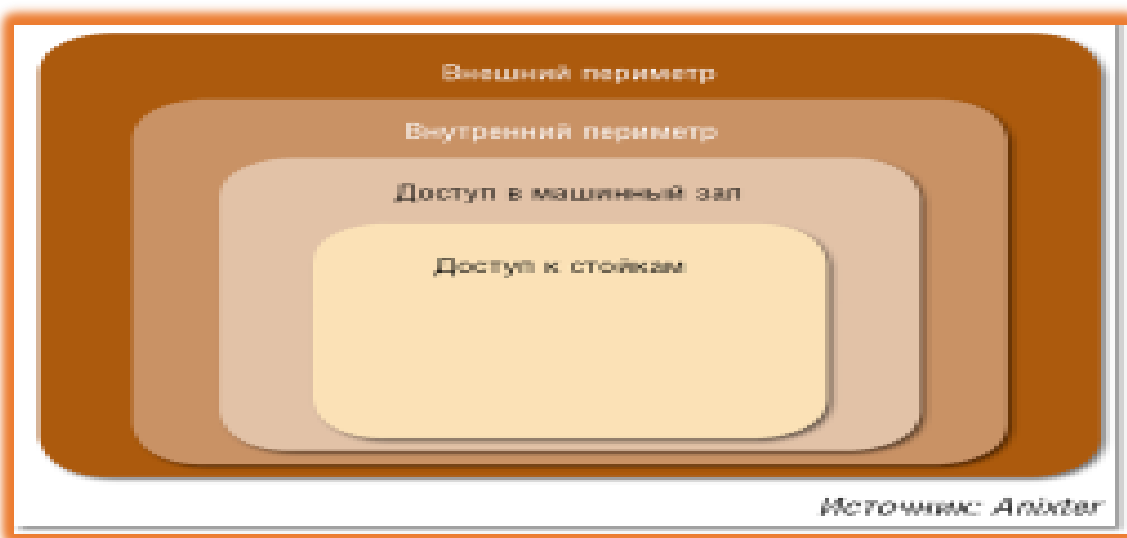 Внешний периметр
Внутренний периметр
Доступ в машинный зал
Доступ к стойкам
Источник: Anixter